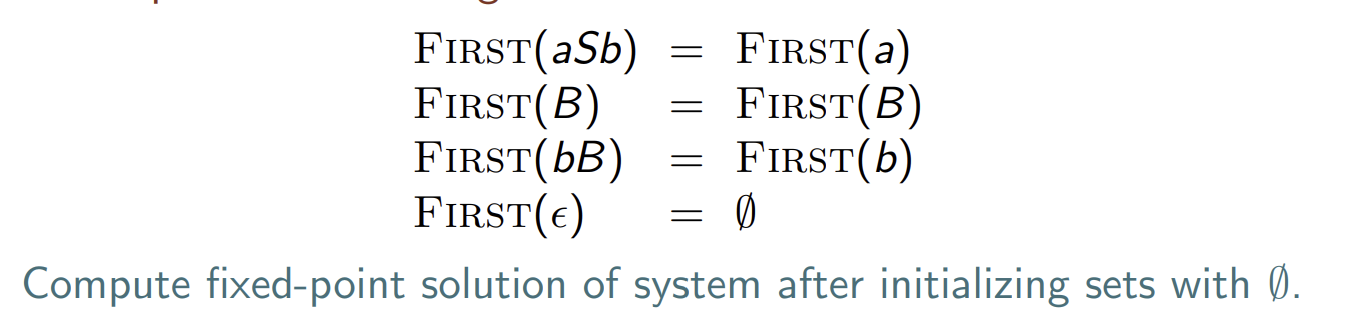 FIRST(aSb) = FIRST(a)
FIRST(B) = FIRST(B)
FIRST(bB) = FIRST(b)
FIRST(ϵ) = ∅
Compute fixed-point solution of system after initializing sets with ∅.